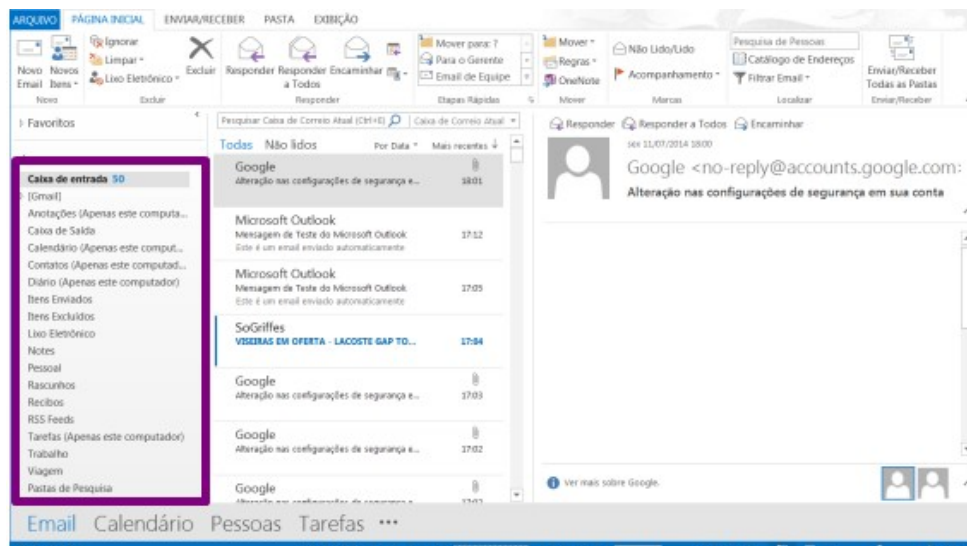 ARQUIVO PÁGINA INICIAL ENVIAR/RECEBER PASTA EXIBIÇÃO
Novo Email
Novos Itens
Ignorar
Limpar
Lixo Eletrônico
Excluir
Responder
Responder a Todos
Encaminhar
Mover para: ?
Para o Gerente
Email de Equipe
Mover
Regras
OneNote
Não Lido/Lido
Acompanhamento
Pesquisa de Pessoas
Catálogo de Endereços
Filtrar Email
Enviar/Receber
Todas as Pastas
Novo Excluir Responder Etapas Rápidas Mover Marcas Localizar Enviar/Receber
Favoritos
Caixa de entrada 50
[Gmail]
Anotações (Apenas este computa...
Caixa de Saída
Calendário (Apenas este comput...
Contatos (Apenas este computad...
Diário (Apenas este computador)
Itens Enviados
Itens Excluídos
Lixo Eletrônico
Notes
Pessoal
Rascunhos
Recibos
RSS Feeds
Tarefas (Apenas este computador)
Trabalho
Viagem
Pastas de Pesquisa
Pesquisar Caixa de Correio Atual (Ctrl+E) Caixa de Correio Atual
Todas Não lidos Por Data Mais recentes
Google
Alteração nas configurações de segurança e... 18:01
Microsoft Outlook
Mensagem de Teste do Microsoft Outlook 17:12
Este é um email enviado automaticamente
Microsoft Outlook
Mensagem de Teste do Microsoft Outlook 17:05
Este é um email enviado automaticamente
SoGriffes
VISEIRAS EM OFERTA - LACOSTE GAP TO... 17:04
Google
Alteração nas configurações de segurança e... 17:03
Google
Alteração nas configurações de segurança e... 17:02
Google
Alteração nas configurações de segurança e... 17:02
Responder Responder a Todos Encaminhar
sex 11/07/2014 18:00
Google <no-reply@accounts.google.com:
Alteração nas configurações de segurança em sua conta
Ver mais sobre Google.
Email Calendário Pessoas Tarefas •••